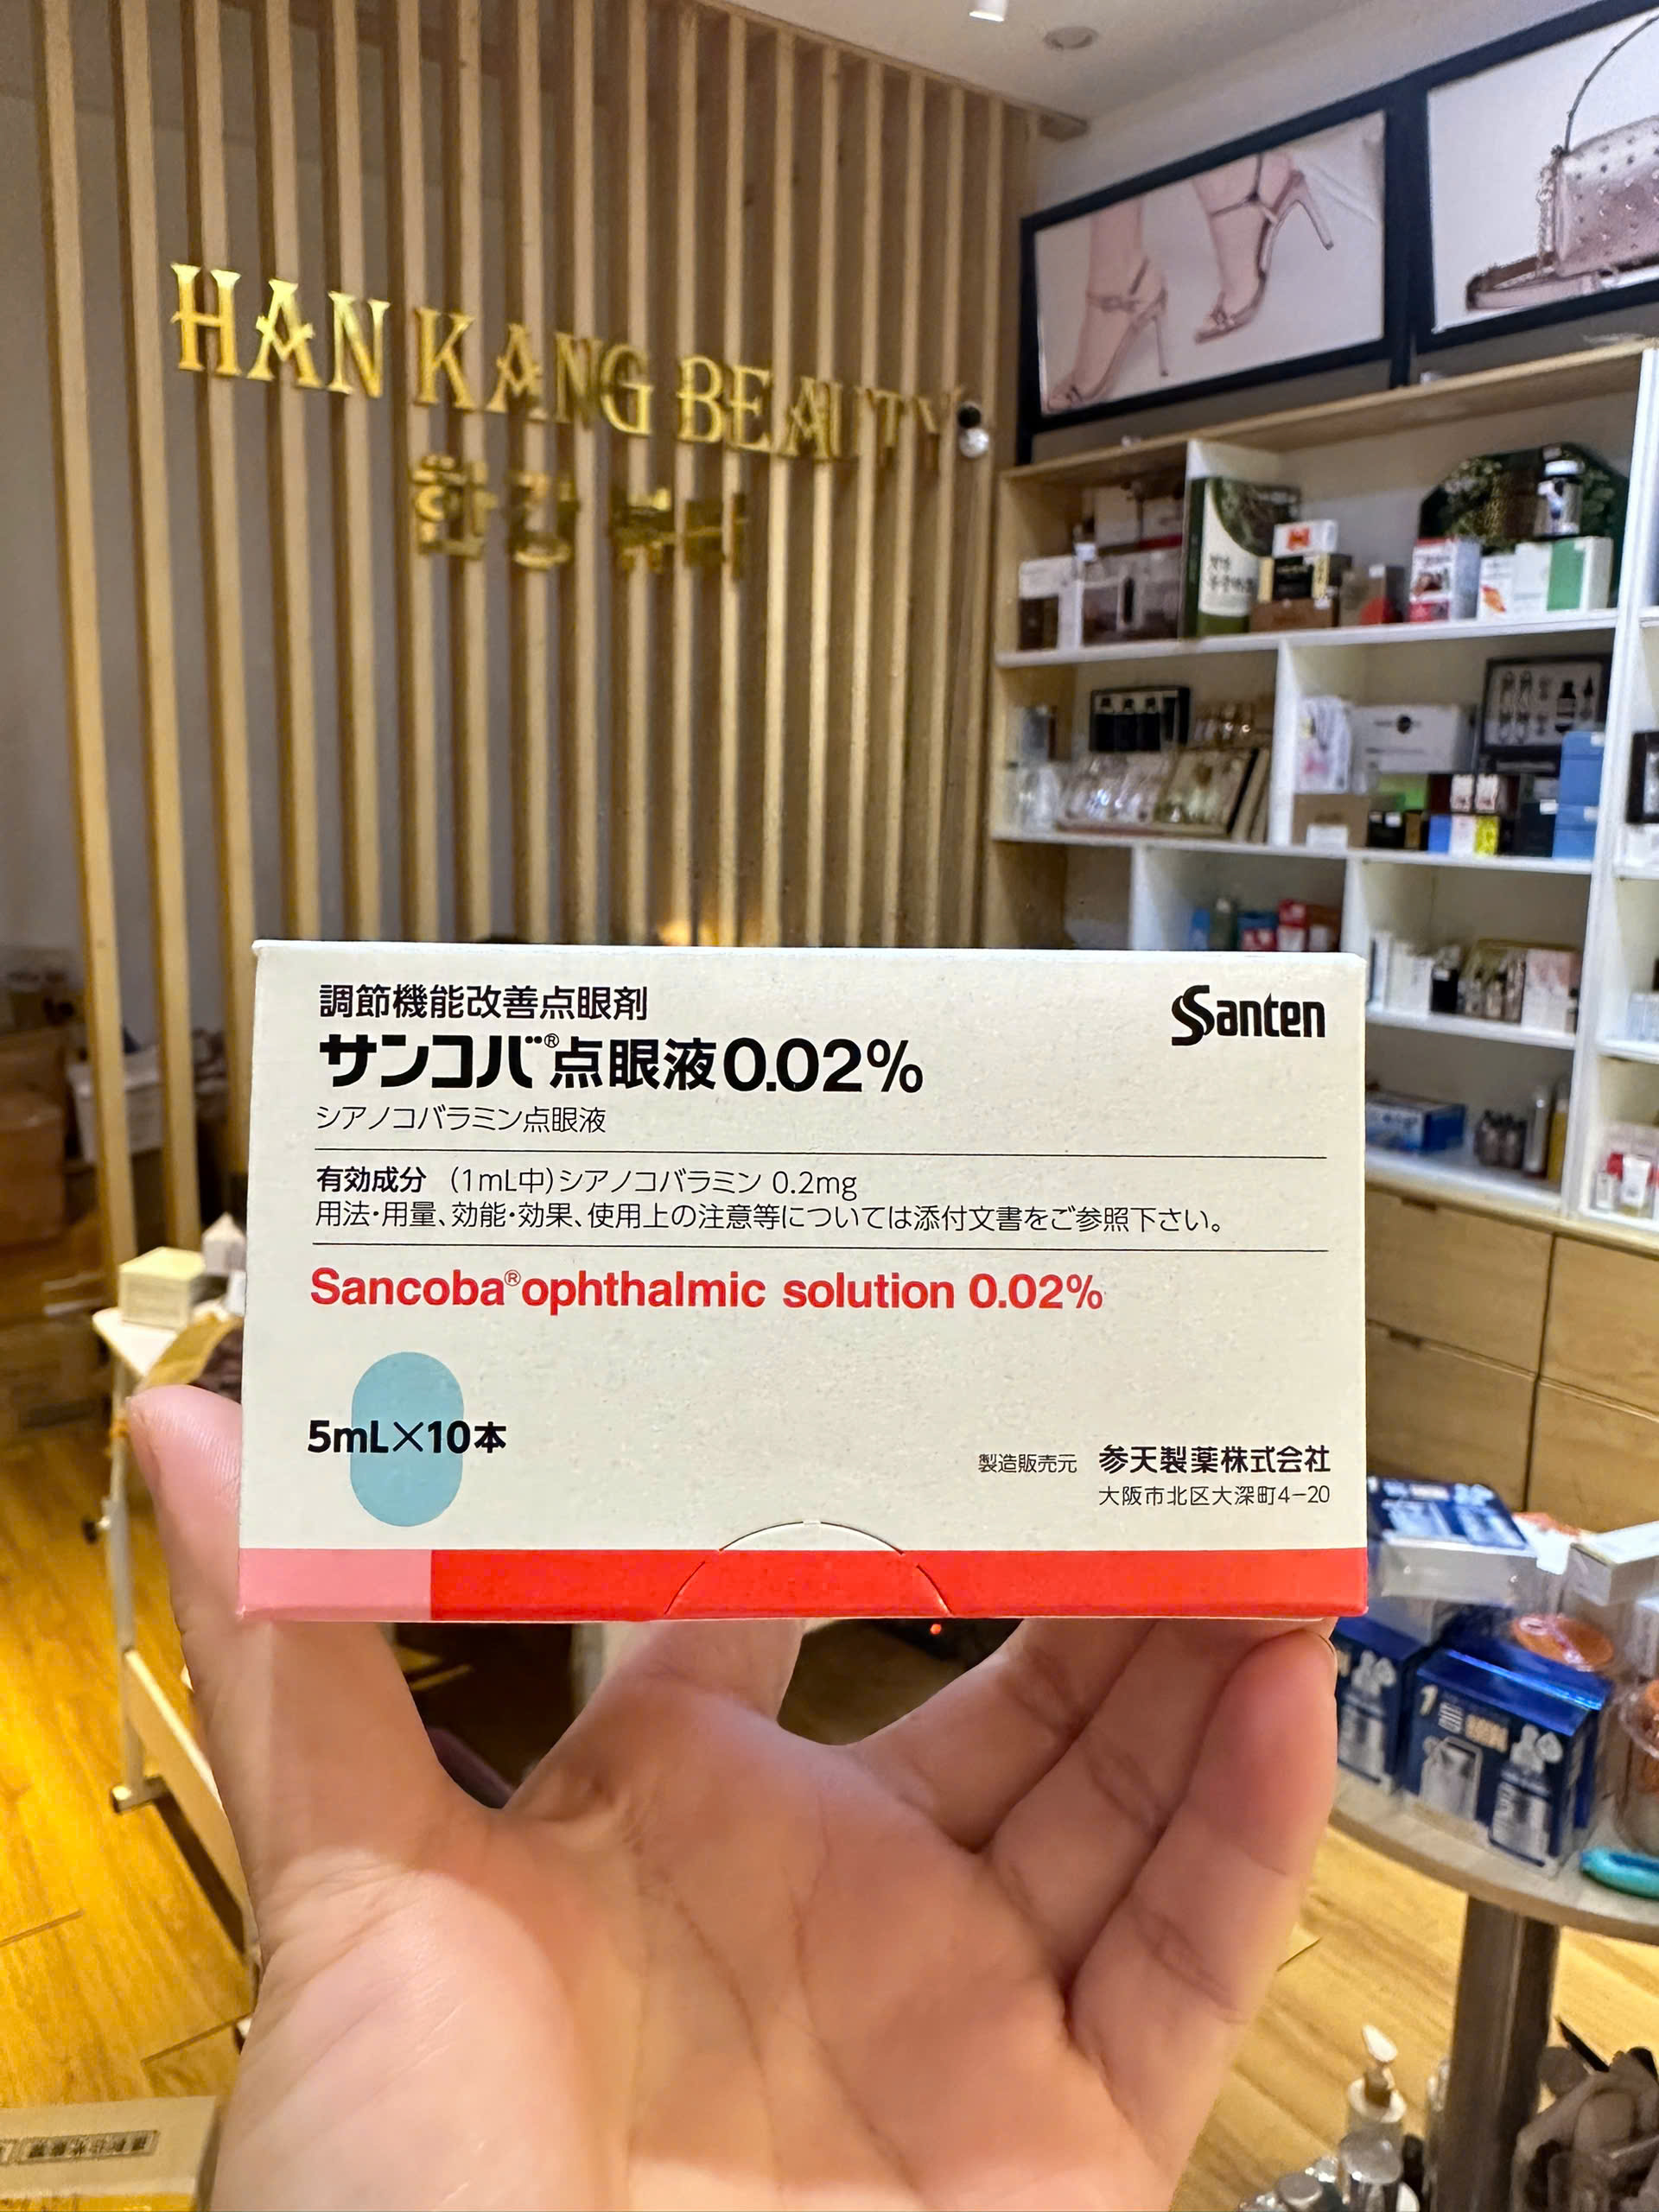 HAN KANG BEAUTY
한강 뷰티
調節機能改善点眼剤
Santen
サンコバ®点眼液0.02%
シアノコバラミン点眼液
有効成分 (1mL中)シアノコバラミン 0.2mg
用法・用量、効能・効果、使用上の注意等については添付文書をご参照下さい。
Sancoba®ophthalmic solution 0.02%
5mL×10本
製造販売元 参天製薬株式会社
大阪市北区大深町4-20